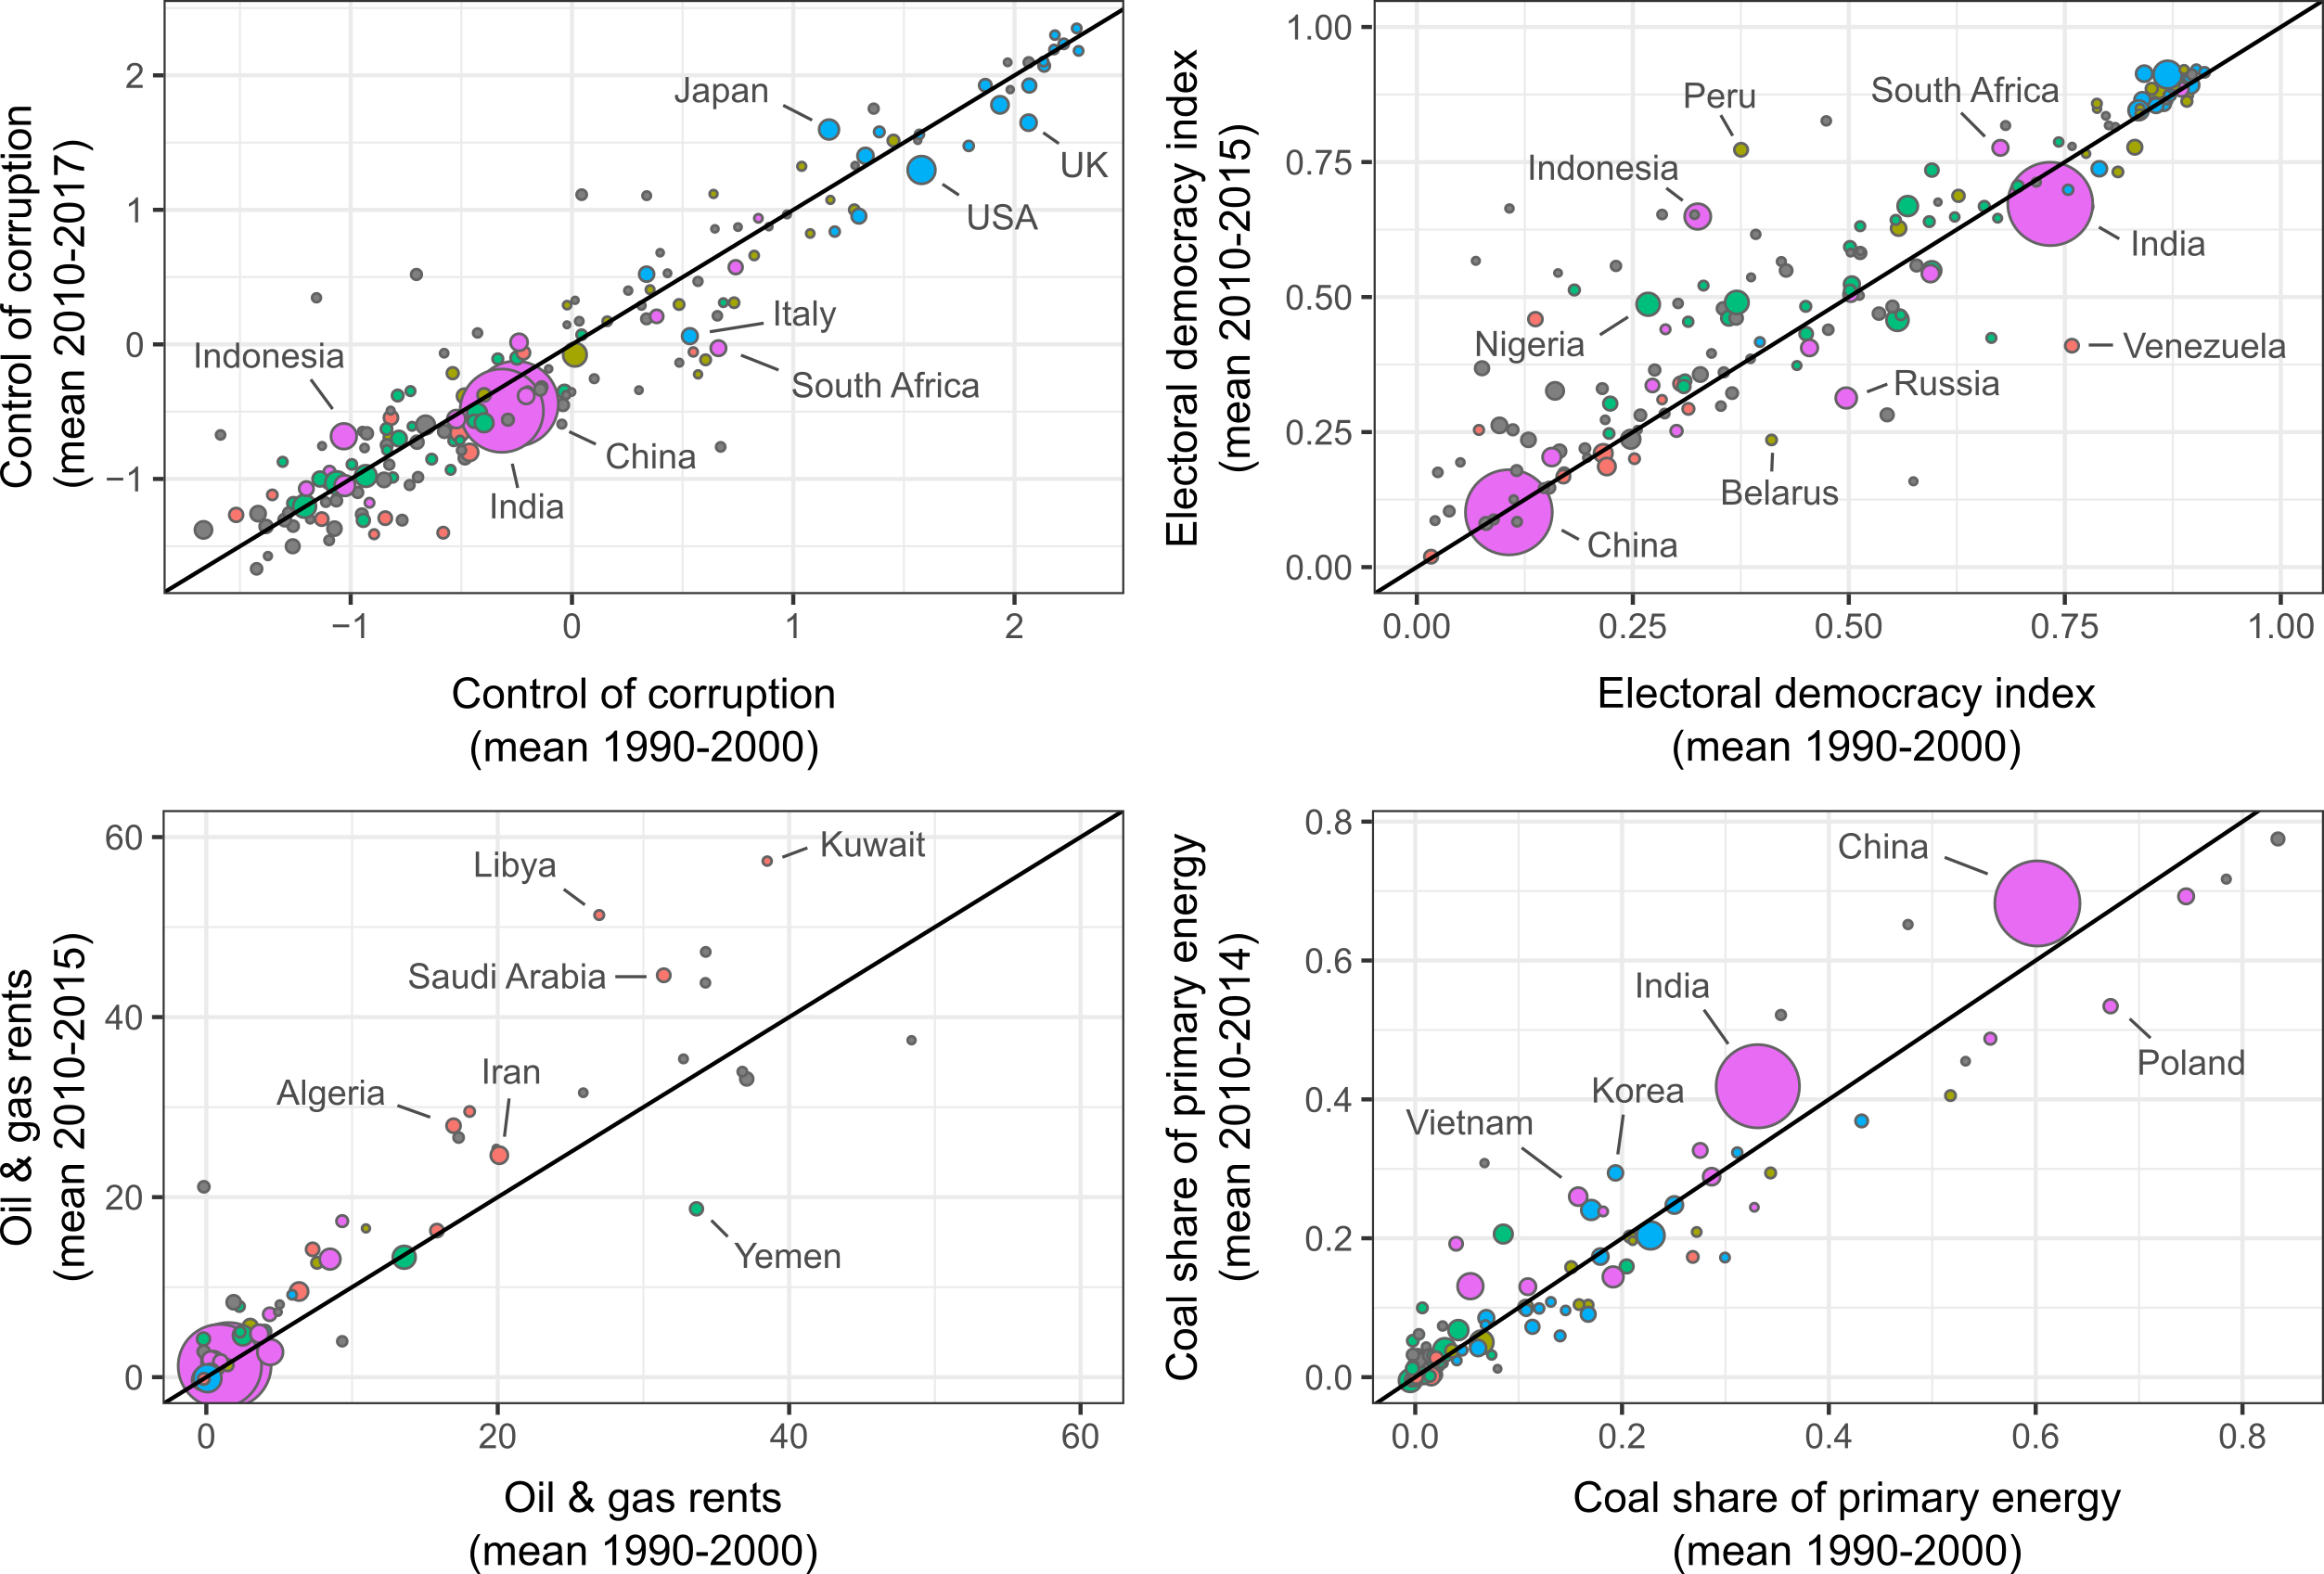 Control of corruption
(mean 2010-2017)
2
1
0
−1
Japan
UK
USA
Indonesia
Italy
South Africa
China
India
−1
0
1
2
Control of corruption
(mean 1990-2000)
Electoral democracy index
(mean 2010-2015)
1.00
0.75
0.50
0.25
0.00
Peru
South Africa
Indonesia
India
Nigeria
Venezuela
Russia
Belarus
China
0.00
0.25
0.50
0.75
1.00
Electoral democracy index
(mean 1990-2000)
Oil & gas rents
(mean 2010-2015)
60
40
20
0
Kuwait
Libya
Saudi Arabia
Iran
Algeria
Yemen
0
20
40
60
Oil & gas rents
(mean 1990-2000)
Coal share of primary energy
(mean 2010-2014)
0.8
0.6
0.4
0.2
0.0
China
India
Korea
Poland
Vietnam
0.0
0.2
0.4
0.6
0.8
Coal share of primary energy
(mean 1990-2000)